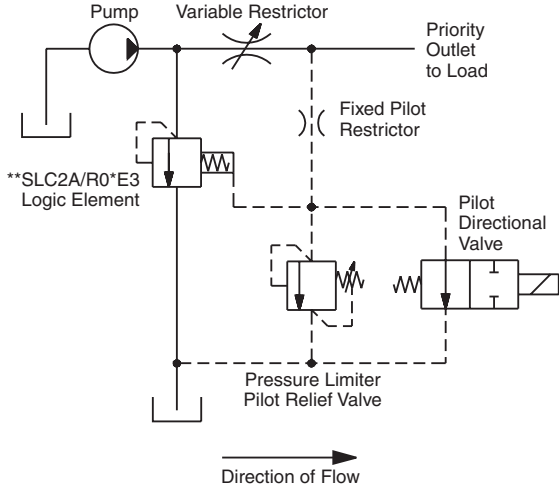 Pump
Variable Restrictor
Priority
Outlet
to Load
Fixed Pilot
Restrictor
**SLC2A/R0*E3
Logic Element
Pilot
Directional
Valve
Pressure Limiter
Pilot Relief Valve
Direction of Flow